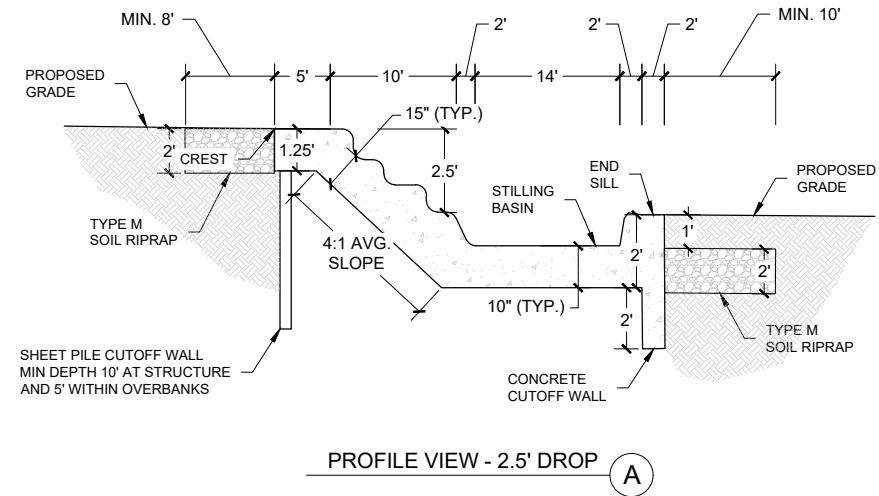 MIN. 8'
5'
10'
2'
14'
2'
2'
MIN. 10'
PROPOSED
GRADE
15" (TYP.)
2'
CREST
1.25'
2.5'
TYPE M
SOIL RIPRAP
4:1 AVG.
SLOPE
STILLING
BASIN
END
SILL
PROPOSED
GRADE
1'
2'
2'
10" (TYP.)
2'
TYPE M
SOIL RIPRAP
SHEET PILE CUTOFF WALL
MIN DEPTH 10' AT STRUCTURE
AND 5' WITHIN OVERBANKS
CONCRETE
CUTOFF WALL
PROFILE VIEW - 2.5' DROP
A